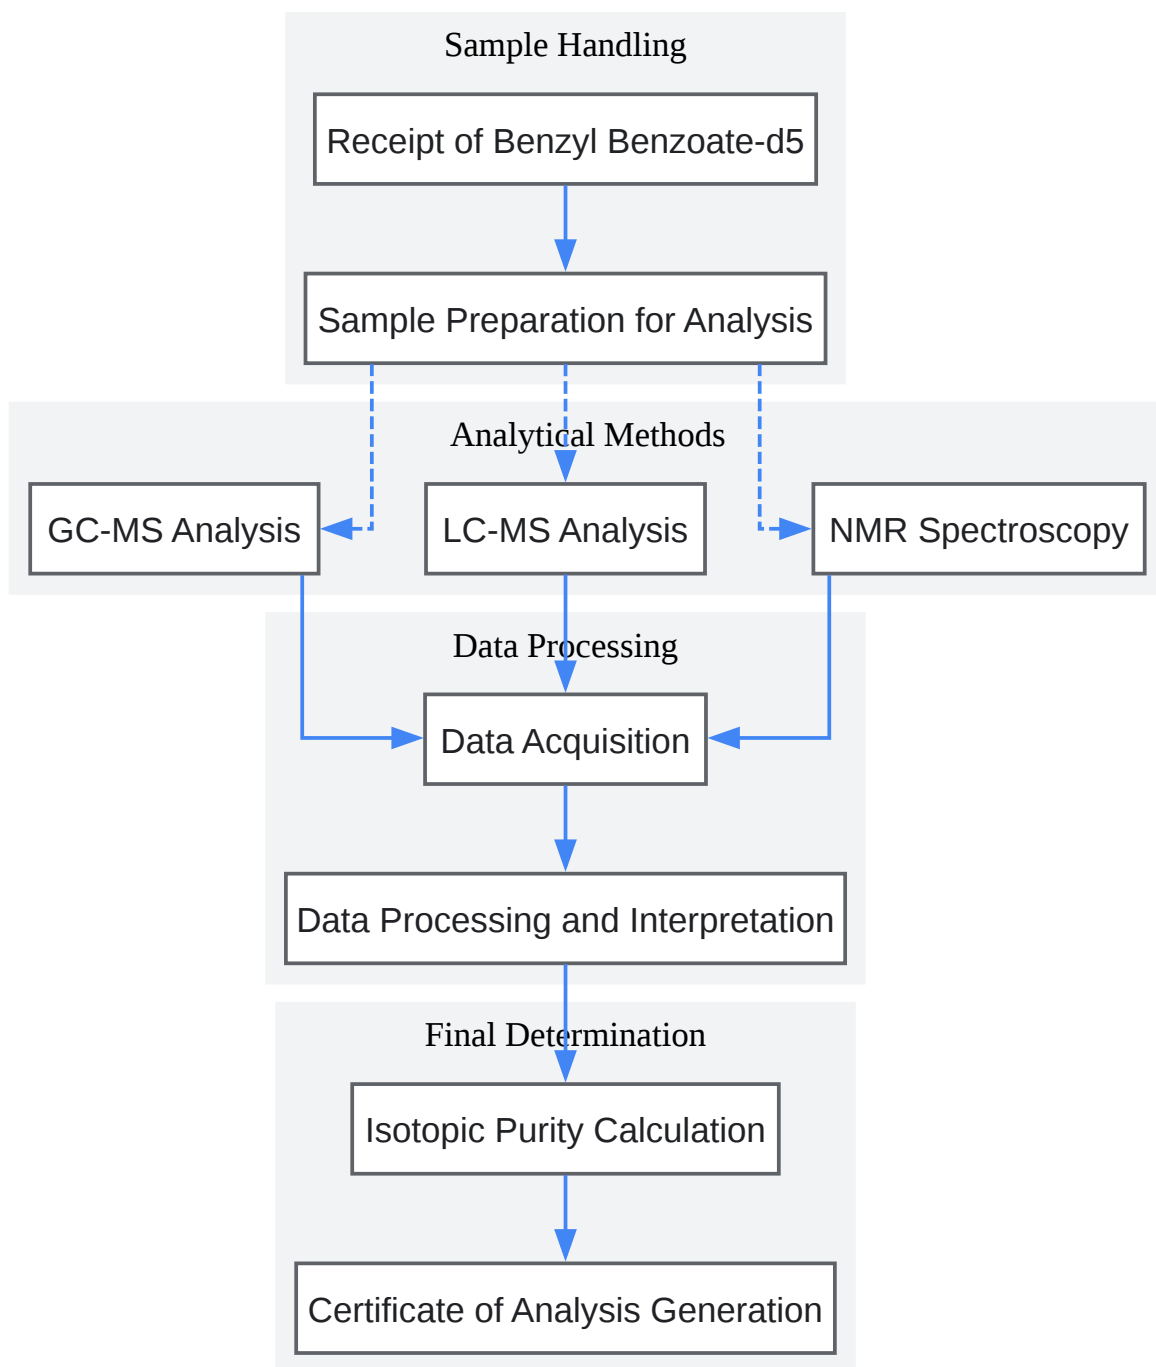 Sample Handling
Receipt of Benzyl Benzoate-d5
Sample Preparation for Analysis
Analytical Methods
GC-MS Analysis
LC-MS Analysis
NMR Spectroscopy
Data Processing
Data Acquisition
Data Processing and Interpretation
Final Determination
Isotopic Purity Calculation
Certificate of Analysis Generation